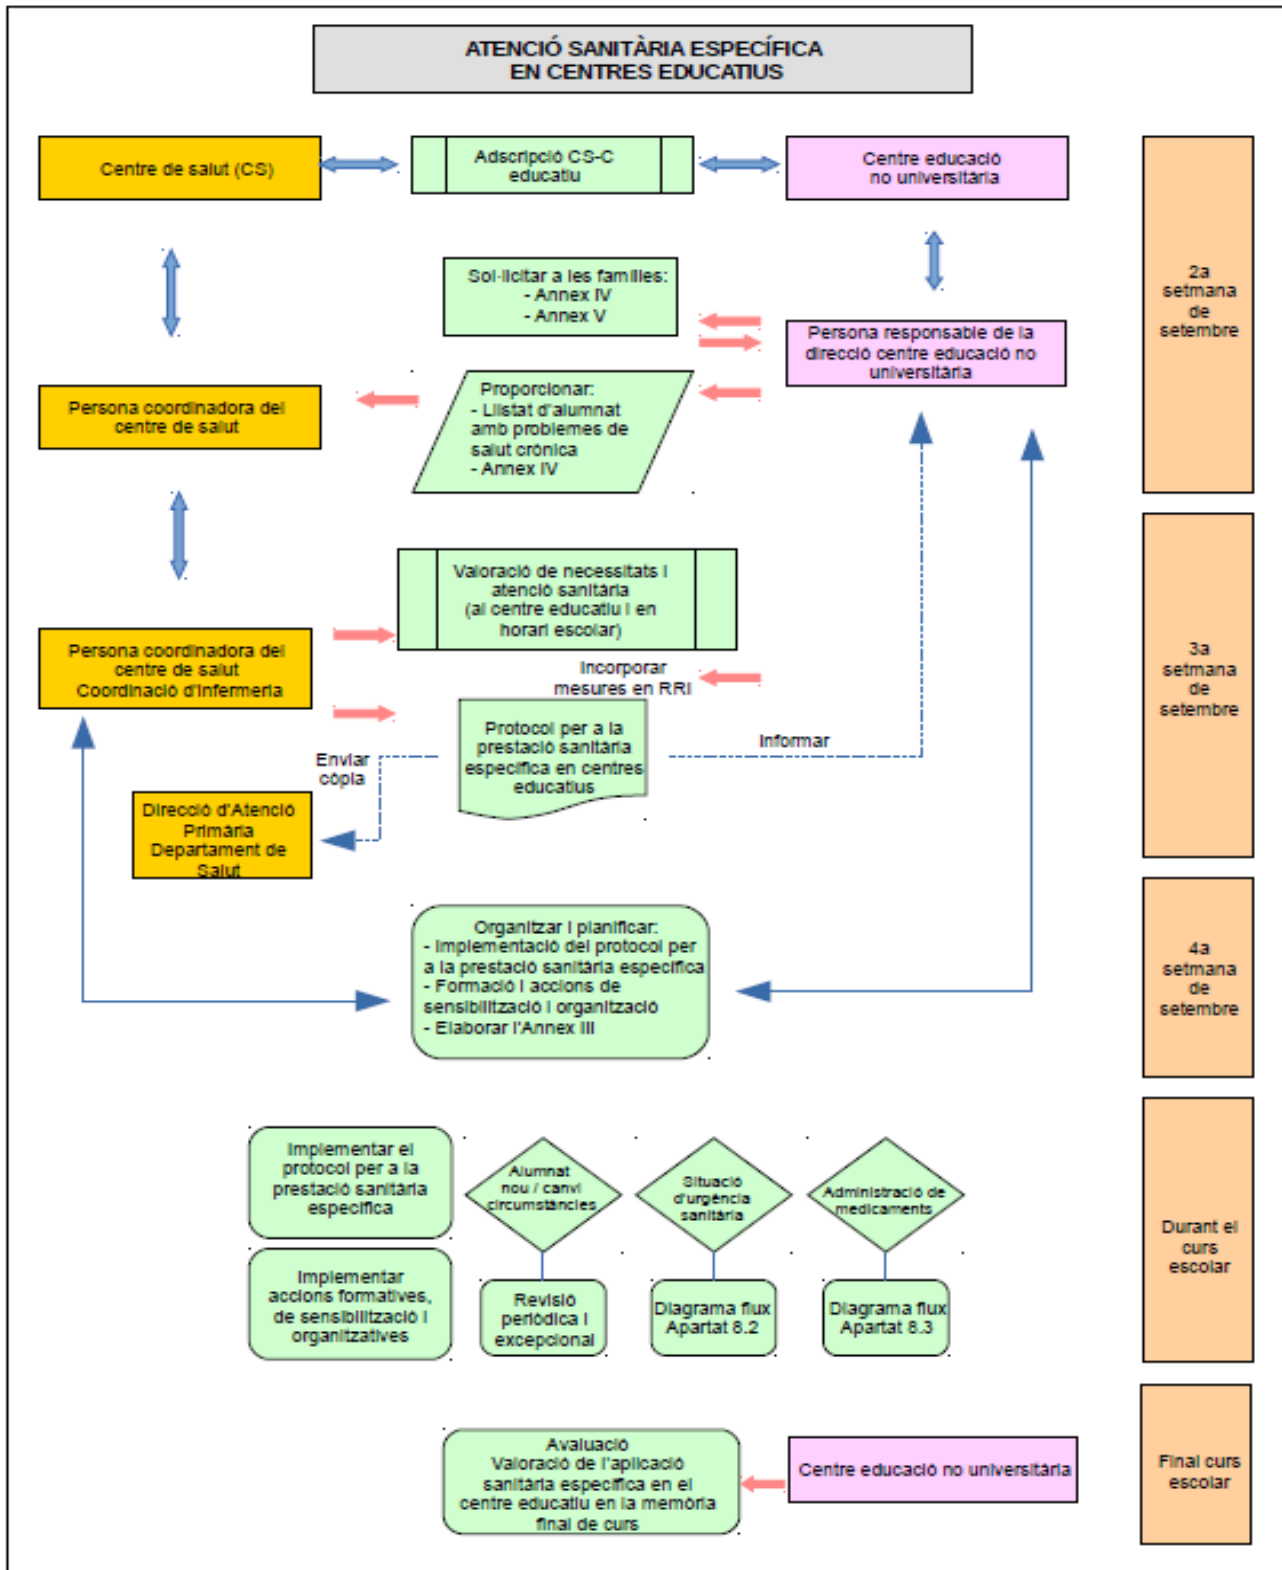 ATENCIÓ SANITÀRIA ESPECÍFICA
EN CENTRES EDUCATIUS
Centre de salut (CS)
Adscripció CS-C
educatiu
Centre educació
no universitària
2a
setmana
de
setembre
Sol·licitar a les famílies:
- Annex IV
- Annex V
Persona responsable de la
direcció centre educació no
universitària
Persona coordinadora del
centre de salut
Proporcionar:
- Llistat d'alumnat
amb problemes de
salut crònica
- Annex IV
Valoració de necessitats i
atenció sanitària
(al centre educatiu i en
horari escolar)
3a
setmana
de
setembre
Persona coordinadora del
centre de salut
Coordinació d'Infermeria
Incorporar
mesures en RRI
Protocol per a la
prestació sanitària
específica en centres
educatius
Informar
Enviar
còpia
Direcció d'Atenció
Primària
Departament de
Salut
Organitzar i planificar:
- Implementació del protocol per
a la prestació sanitària específica
- Formació i accions de
sensibilització i organització
- Elaborar l'Annex III
4a
setmana
de
setembre
Implementar el
protocol per a la
prestació sanitària
específica
Alumnat
nou / canvi
circumstàncies
Situació
d'urgència
sanitària
Administració de
medicaments
Durant el
curs
escolar
Implementar
accions formatives,
de sensibilització i
organitzatives
Revisió
periòdica i
excepcional
Diagrama flux
Apartat 8.2
Diagrama flux
Apartat 8.3
Avaluació
Valoració de l'aplicació
sanitària específica en el
centre educatiu en la memòria
final de curs
Centre educació no universitària
Final curs
escolar